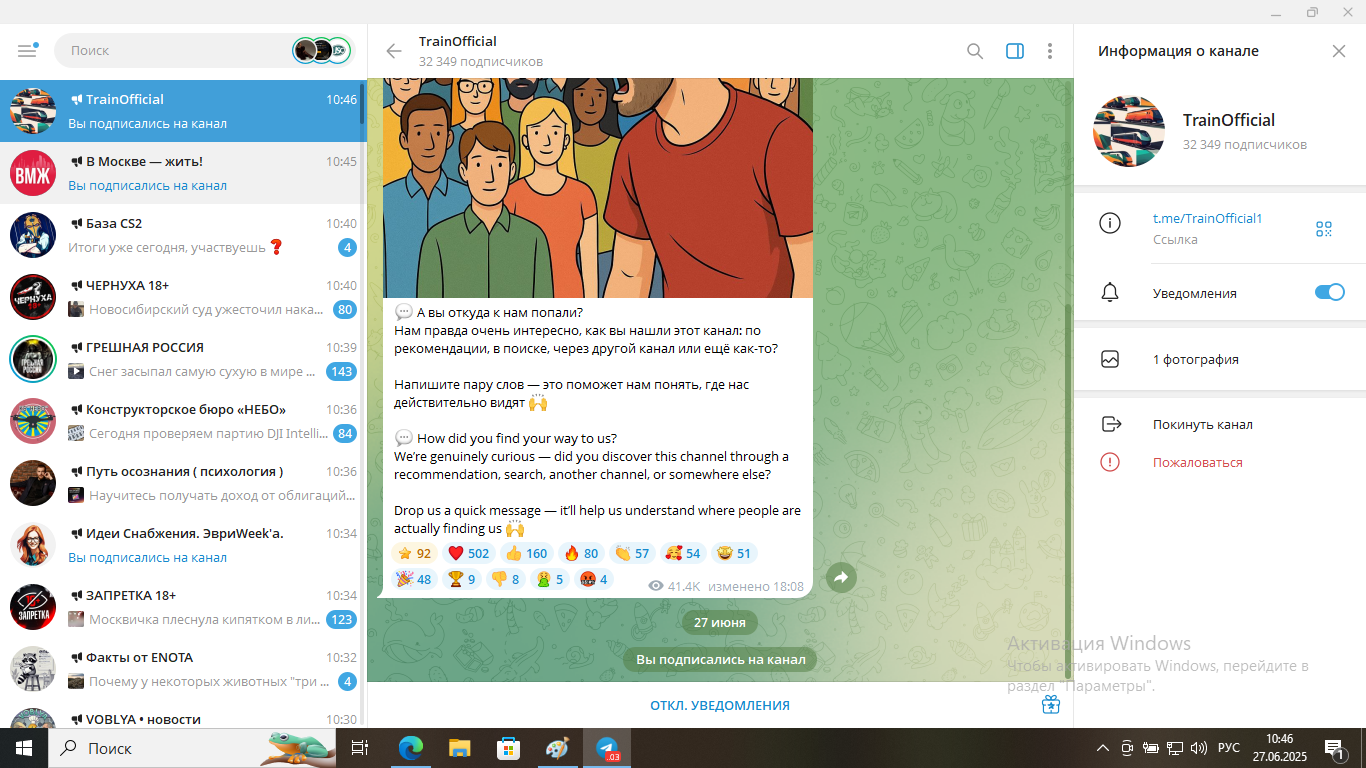 Поиск
TrainOfficial
10:46
Вы подписались на канал
В Москве — жить!
10:45
Вы подписались на канал
ВМЖ
База CS2
10:40
Итоги уже сегодня, участвуешь ❓
4
ЧЕРНУХА 18+
10:40
Новосибирский суд ужесточил нака...
80
ЧЕРНУХА
ГРЕШНАЯ РОССИЯ
10:39
Снег засыпал самую сухую в мире ...
143
Конструкторское бюро «НЕБО»
10:36
Сегодня проверяем партию DJI Intelli...
84
Путь осознания ( психология )
10:36
Научитесь получать доход от облигаций...
Идеи Снабжения. ЭвриWeek'а.
10:34
Вы подписались на канал
ЗАПРЕТКА 18+
10:34
Москвичка плеснула кипятком в ли...
123
ЗАПРЕТКА
Факты от ENOTA
10:32
Почему у некоторых животных "три ...
4
VOBLYA • новости
10:30
TrainOfficial
32 349 подписчиков
💬 А вы откуда к нам попали?
Нам правда очень интересно, как вы нашли этот канал: по
рекомендации, в поиске, через другой канал или ещё как-то?
Напишите пару слов — это поможет нам понять, где нас
действительно видят 🙌
💬 How did you find your way to us?
We’re genuinely curious — did you discover this channel through a
recommendation, search, another channel, or somewhere else?
Drop us a quick message — it’ll help us understand where people are
actually finding us 🙌
92 502 160 80 57 54 51
48 9 8 5 4
41.4K изменено 18:08
27 июня
Вы подписались на канал
ОТКЛ. УВЕДОМЛЕНИЯ
Информация о канале
TrainOfficial
32 349 подписчиков
t.me/TrainOfficial1
Ссылка
Уведомления
1 фотография
Покинуть канал
Пожаловаться
Активация Windows
Чтобы активировать Windows, перейдите в
раздел "Параметры".
Поиск
..03
РУС
10:46
27.06.2025
1